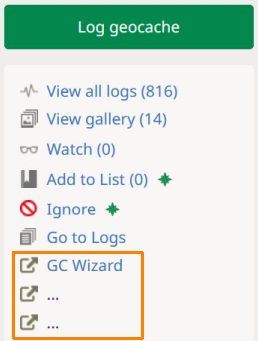 Log geocache
View all logs (816)
View gallery (14)
Watch (0)
Add to List (0)
Ignore
Go to Logs
GC Wizard
...
...